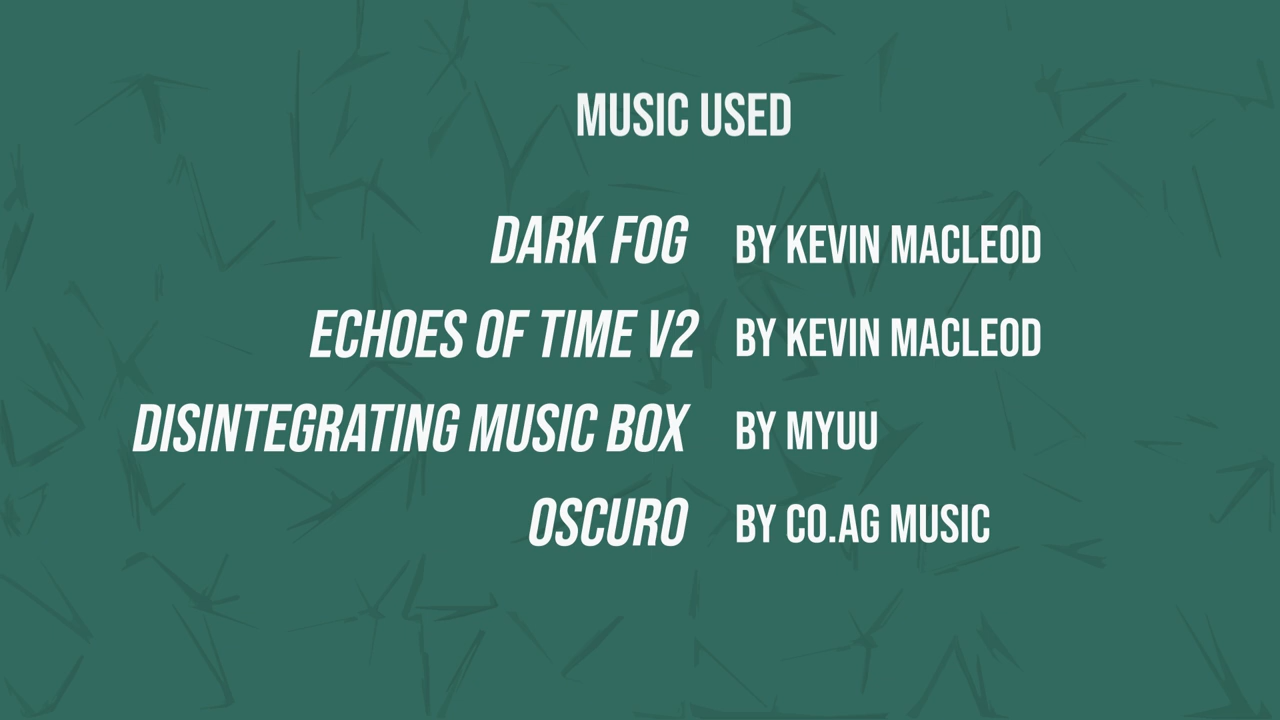 MUSIC USED
DARK FOG BY KEVIN MACLEOD
ECHOES OF TIME V2 BY KEVIN MACLEOD
DISINTEGRATING MUSIC BOX BY MYUU
OSCURO BY CO.AG MUSIC